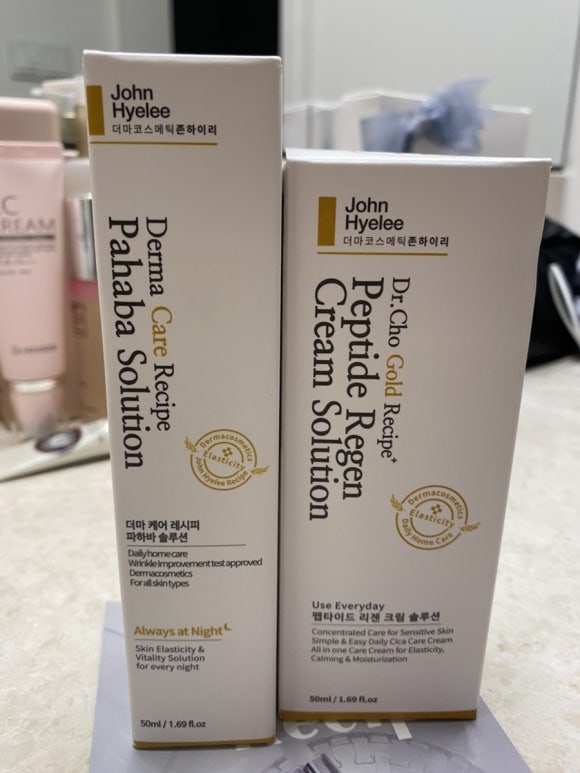 John
Hyelee
더마코스메틱존하이리
Derma Care Recipe
Pahaba Solution
Dermacosmetics
Elasticity
John Hyelee Recipe
더마 케어 레시피
파하바 솔루션
Daily home care
Wrinkle Improvement test approved
Dermacosmetics
For all skin types
Always at Night
Skin Elasticity &
Vitality Solution
for every night
50ml / 1.69 fl.oz
John
Hyelee
더마코스메틱존하이리
Dr.Cho Gold Recipe+
Peptide Regen
Cream Solution
Dermacosmetics
Elasticity
Daily Home Care
Use Everyday
펩타이드 리젠 크림 솔루션
Concentrated Care for Sensitive Skin
Simple & Easy Daily Cica Care Cream
All in one Care Cream for Elasticity,
Calming & Moisturization
50ml / 1.69 fl.oz